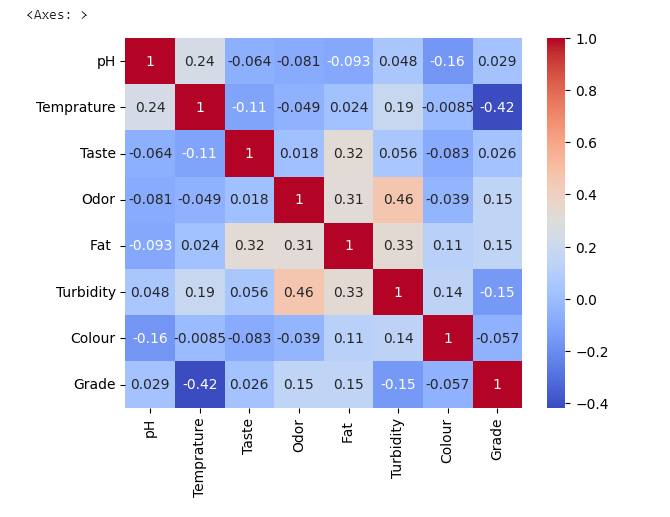 <Axes: >
1.0
pH 1 0.24 -0.064 -0.081 -0.093 0.048 -0.16 0.029
0.8
Temprature 0.24 1 -0.11 -0.049 0.024 0.19 -0.0085 -0.42
Taste -0.064 -0.11 1 0.018 0.32 0.056 -0.083 0.026
0.6
Odor -0.081 -0.049 0.018 1 0.31 0.46 -0.039 0.15
0.4
Fat -0.093 0.024 0.32 0.31 1 0.33 0.11 0.15
0.2
Turbidity 0.048 0.19 0.056 0.46 0.33 1 0.14 -0.15
0.0
Colour -0.16 -0.0085 -0.083 -0.039 0.11 0.14 1 -0.057
-0.2
Grade 0.029 -0.42 0.026 0.15 0.15 -0.15 -0.057 1
-0.4
pH Temprature Taste Odor Fat Turbidity Colour Grade